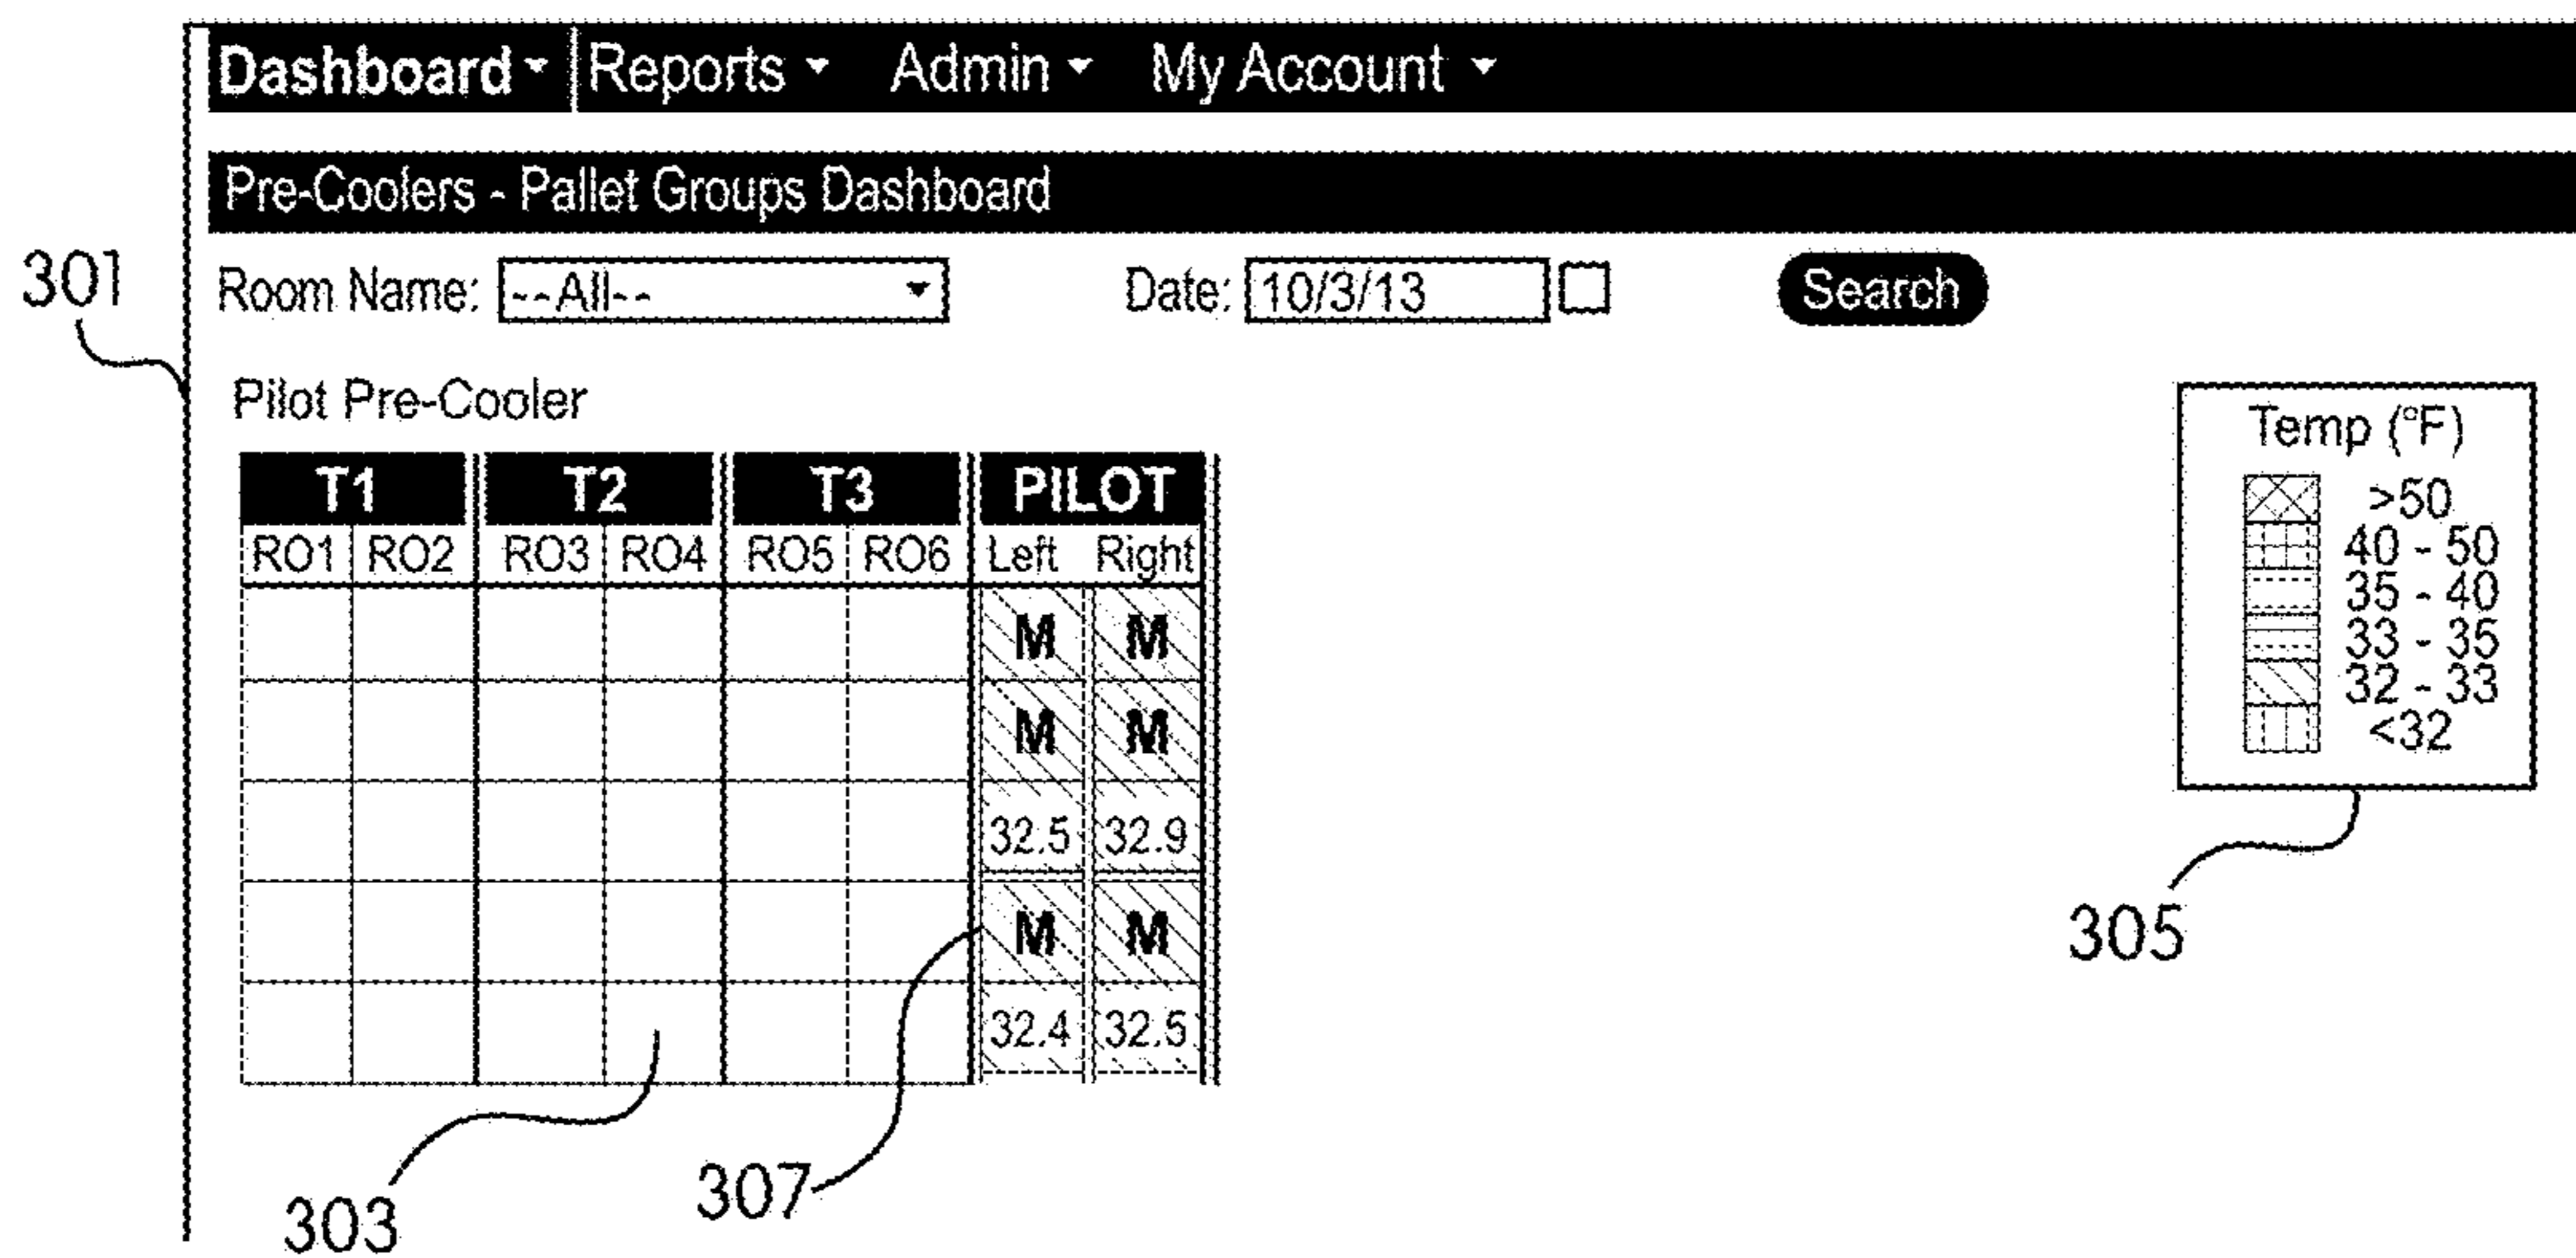 Dashboard Reports Admin My Account
Pre-Coolers - Pallet Groups Dashboard
301
Room Name: --All-- Date: 10/3/13 Search
Pilot Pre-Cooler
T1 T2 T3 PILOT
RO1 RO2 RO3 RO4 RO5 RO6 Left Right
M M
M M
32.5 32.9
M M
32.4 32.5
Temp (°F)
>50
40 - 50
35 - 40
33 - 35
32 - 33
<32
305
303
307